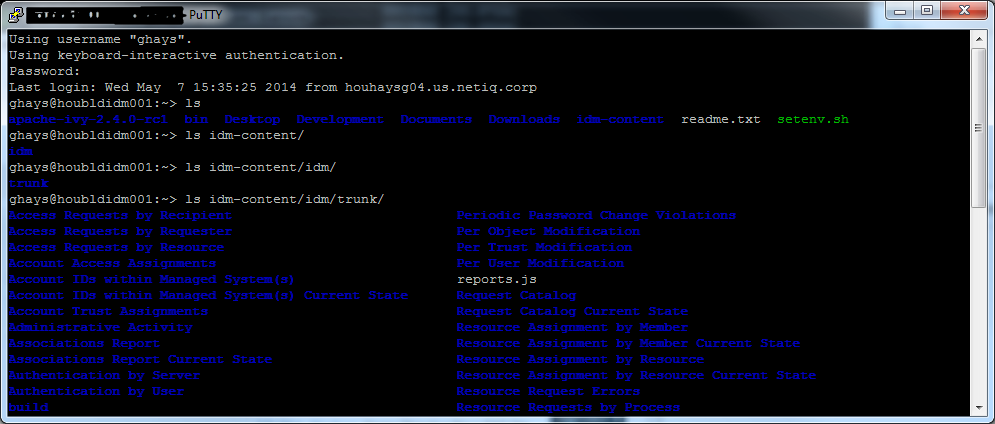 - PuTTY
Using username "ghays".
Using keyboard-interactive authentication.
Password:
Last login: Wed May  7 15:35:25 2014 from houhaysg04.us.netiq.corp
ghays@houbldidm001:~> ls
apache-ivy-2.4.0-rc1  bin  Desktop  Development  Documents  Downloads  idm-content  readme.txt  setenv.sh
ghays@houbldidm001:~> ls idm-content/
idm
ghays@houbldidm001:~> ls idm-content/idm/
trunk
ghays@houbldidm001:~> ls idm-content/idm/trunk/
Access Requests by Recipient  Periodic Password Change Violations
Access Requests by Requester  Per Object Modification
Access Requests by Resource  Per Trust Modification
Account Access Assignments  Per User Modification
Account IDs within Managed System(s)  reports.js
Account IDs within Managed System(s) Current State  Request Catalog
Account Trust Assignments  Request Catalog Current State
Administrative Activity  Resource Assignment by Member
Associations Report  Resource Assignment by Member Current State
Associations Report Current State  Resource Assignment by Resource
Authentication by Server  Resource Assignment by Resource Current State
Authentication by User  Resource Request Errors
build  Resource Requests by Process